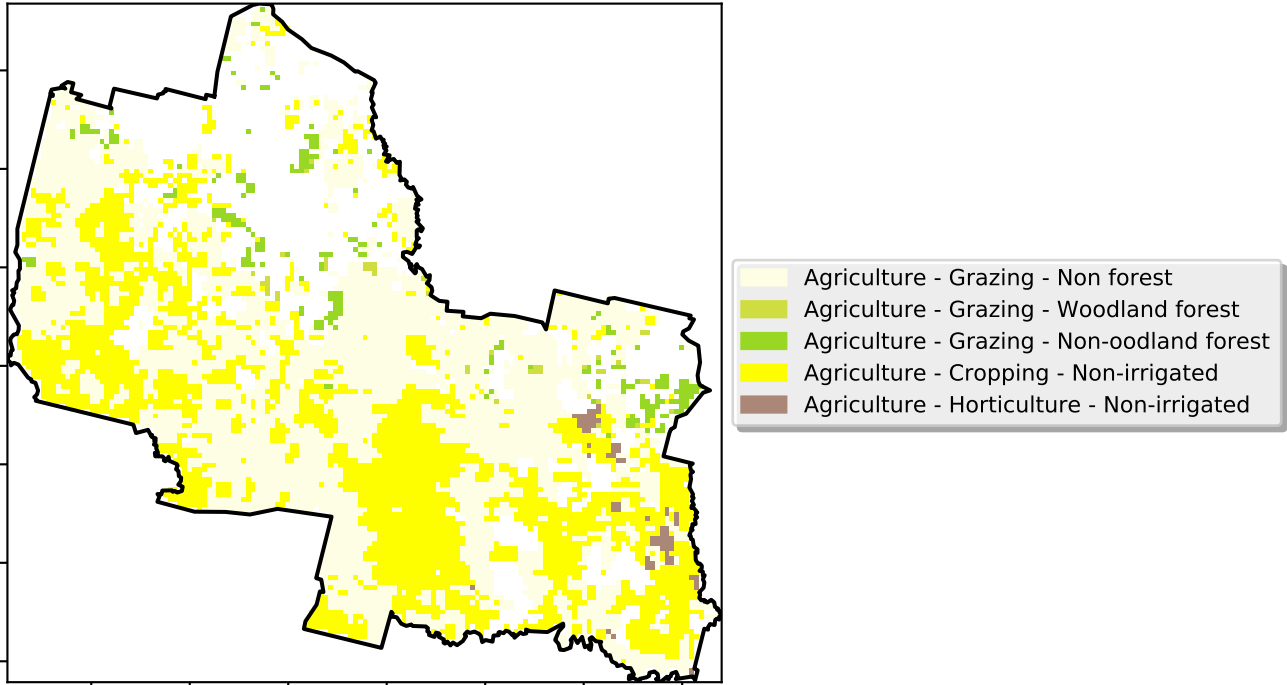 Agriculture - Grazing - Non forest
Agriculture - Grazing - Woodland forest
Agriculture - Grazing - Non-oodland forest
Agriculture - Cropping - Non-irrigated
Agriculture - Horticulture - Non-irrigated